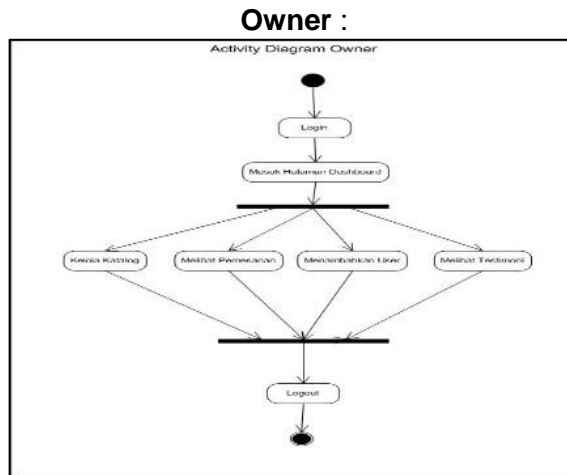 Owner :
Activity Diagram Owner
Login
Masuk Halaman Dashboard
Kelola Katalog
Melihat Pemesanan
Menambahkan User
Melihat Testimoni
Logout